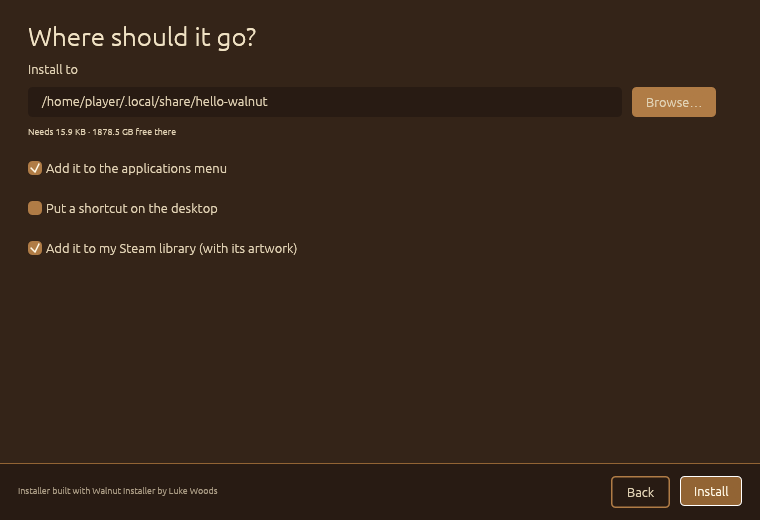 Where should it go?
Install to
/home/player/.local/share/hello-walnut
Browse...
Needs 15.9 KB · 1878.5 GB free there
Add it to the applications menu
Put a shortcut on the desktop
Add it to my Steam library (with its artwork)
Installer built with Walnut Installer by Luke Woods
Back
Install